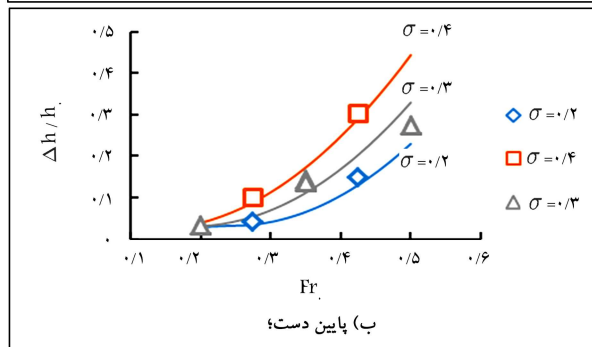 ۰/۵
σ =۰/۴
۰/۴
σ =۰/۳
Δh / h۰
۰/۳
σ =۰/۲
σ =۰/۴
۰/۲
σ =۰/۲
σ =۰/۳
۰/۱
۰
۰/۱ ۰/۲ ۰/۳ ۰/۴ ۰/۵ ۰/۶
Fr۰
ب) پایین دست؛